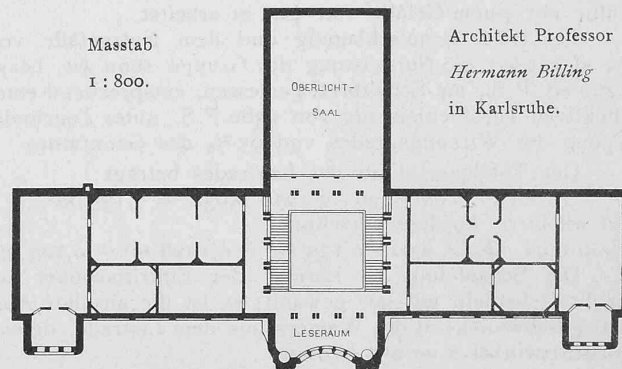 Masstab
1 : 800.
Architekt Professor
Hermann Billing
in Karlsruhe.
OBERLICHT-
SAAL
LESERAUM